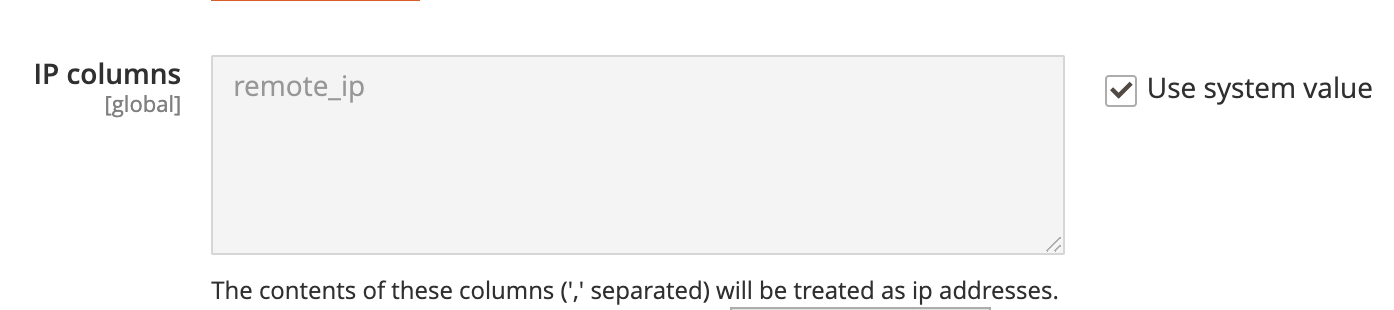 IP columns
[global]
remote_ip
Use system value
The contents of these columns (',' separated) will be treated as ip addresses.